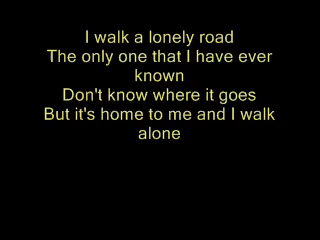 I walk a lonely road
The only one that I have ever
known
Don't know where it goes
But it's home to me and I walk
alone